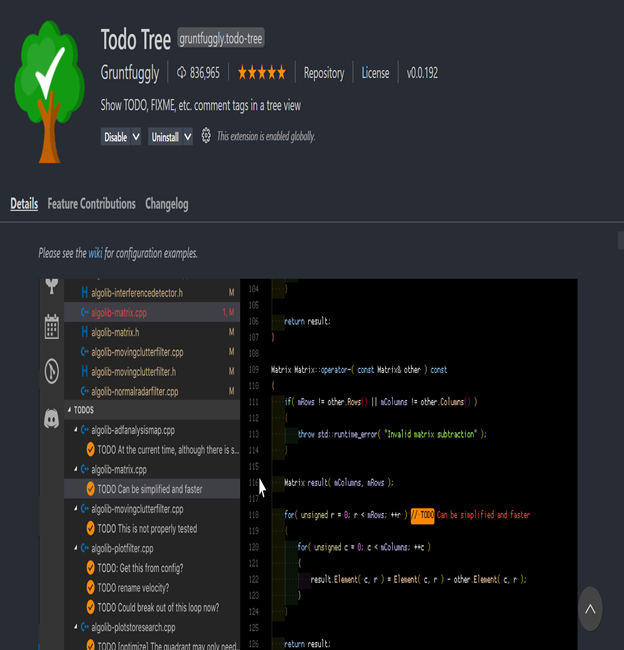 Todo Tree gruntfuggly.todo-tree
Gruntfuggly 836,965 Repository License v0.0.192
Show TODO, FIXME, etc. comment tags in a tree view
Disable Uninstall This extension is enabled globally.
Details Feature Contributions Changelog
Please see the wiki for configuration examples.
algolib-interferencedetector.h M
algolib-matrix.cpp 1, M
algolib-matrix.h M
algolib-movingclutterfilter.cpp M
algolib-movingclutterfilter.h M
algolib-normalradarfilter.cpp M
TODOS
algolib-adfanalysismap.cpp
TODO At the current time, although there is s...
algolib-matrix.cpp
TODO Can be simplified and faster
algolib-movingclutterfilter.cpp
TODO This is not properly tested
algolib-plotfilter.cpp
TODO: Get this from config?
TODO rename velocity?
TODO Could break out of this loop now?
algolib-plotstoresearch.cpp
TODO [optimize] The quadrant may only need...
104 }
105
106 return result;
107 }
108
109 Matrix Matrix::operator-( const Matrix& other ) const
110 {
111 if( mRows != other.Rows() || mColumns != other.Columns() )
112 {
113 throw std::runtime_error( "Invalid matrix subtraction" );
114 }
115
116 Matrix result( mColumns, mRows );
117
118 for( unsigned r = 0; r < mRows; ++r ) // TODO Can be simplified and faster
119 {
120 for( unsigned c = 0; c < mColumns; ++c )
121 {
122 result.Element( c, r ) = Element( c, r ) - other.Element( c, r );
123 }
124 }
125
126 return result;